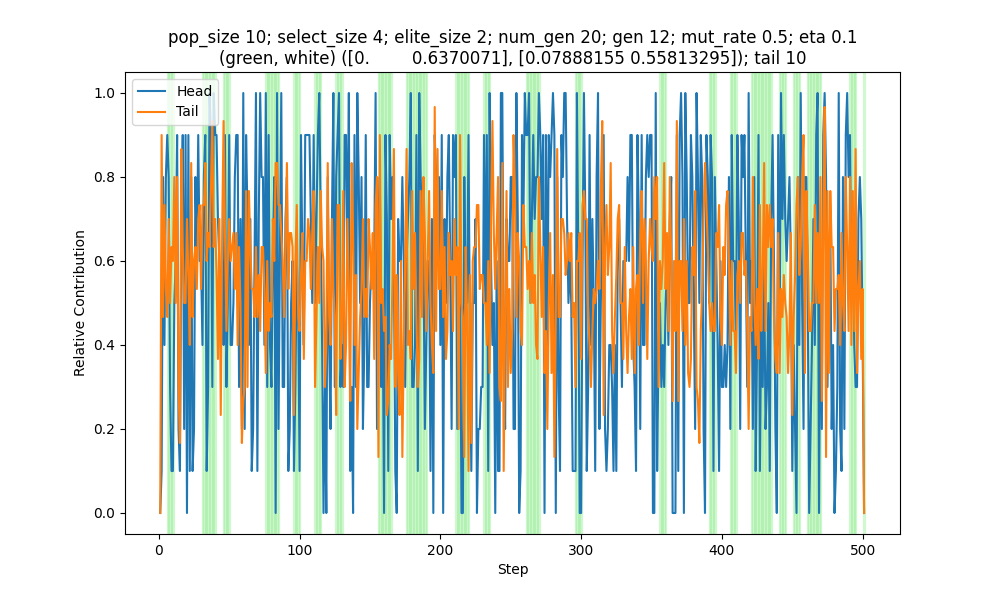 pop_size 10; select_size 4; elite_size 2; num_gen 20; gen 12; mut_rate 0.5; eta 0.1
(green, white) ([0.        0.6370071], [0.07888155 0.55813295]); tail 10
Head
Tail
1.0
0.8
0.6
0.4
0.2
0.0
Relative Contribution
0
100
200
300
400
500
Step